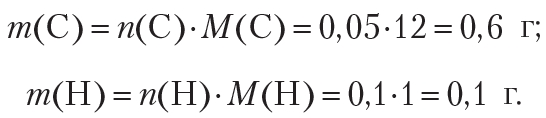 m(C) = n(C)·M(C) = 0,05·12 = 0,6 г;
m(H) = n(H)·M(H) = 0,1·1 = 0,1 г.